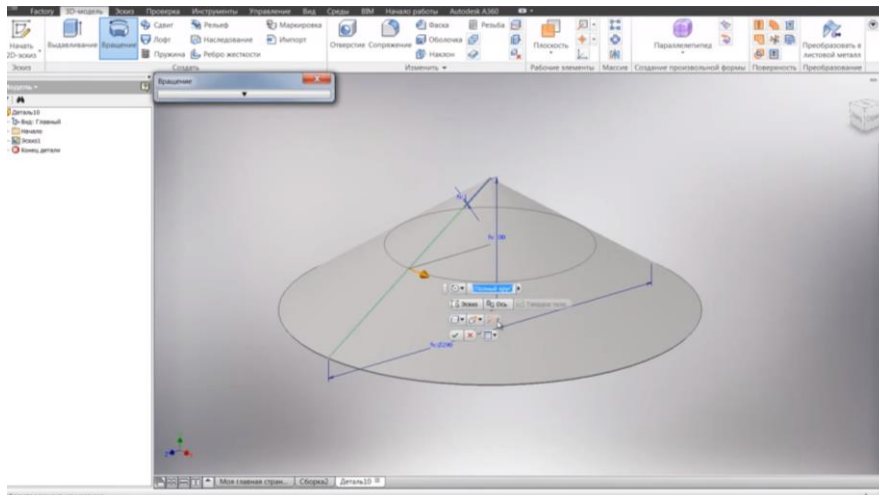 Factory 3D-модель Эскиз Проверка Инструменты Управление Вид Среды BIM Начало работы Autodesk A360
Начать 2D-эскиз
Выдавливание
Вращение
Сдвиг Рельеф Маркировка
Лофт Наследование Импорт
Пружина Ребро жесткости
Отверстие Сопряжение
Фаска Резьба
Оболочка
Наклон
Плоскость
Параллелепипед
Преобразовать в листовой металл
Эскиз Создать Изменить Рабочие элементы Массив Создание произвольной формы Поверхность Преобразование
Вращение
Модель
Деталь10
Вид: Главный
Начало
Эскиз1
Конец детали
Полный круг
Эскиз Ось Твердые тела
Моя главная стран... Сборка2 Деталь10